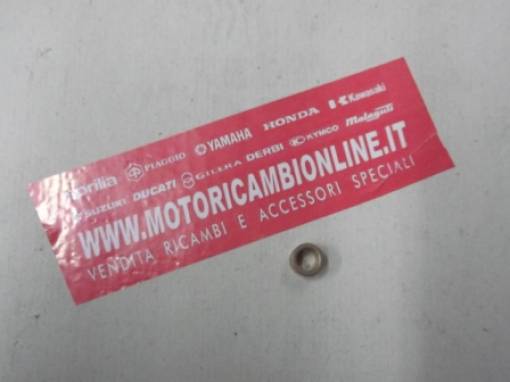 aprilia PIAGGIO YAMAHA HONDA Kawasaki
SUZUKI DUCATI GILERA DERBI KYMCO Malaguti
WWW.MOTORICAMBIONLINE.IT
VENDITA RICAMBI E ACCESSORI SPECIALI